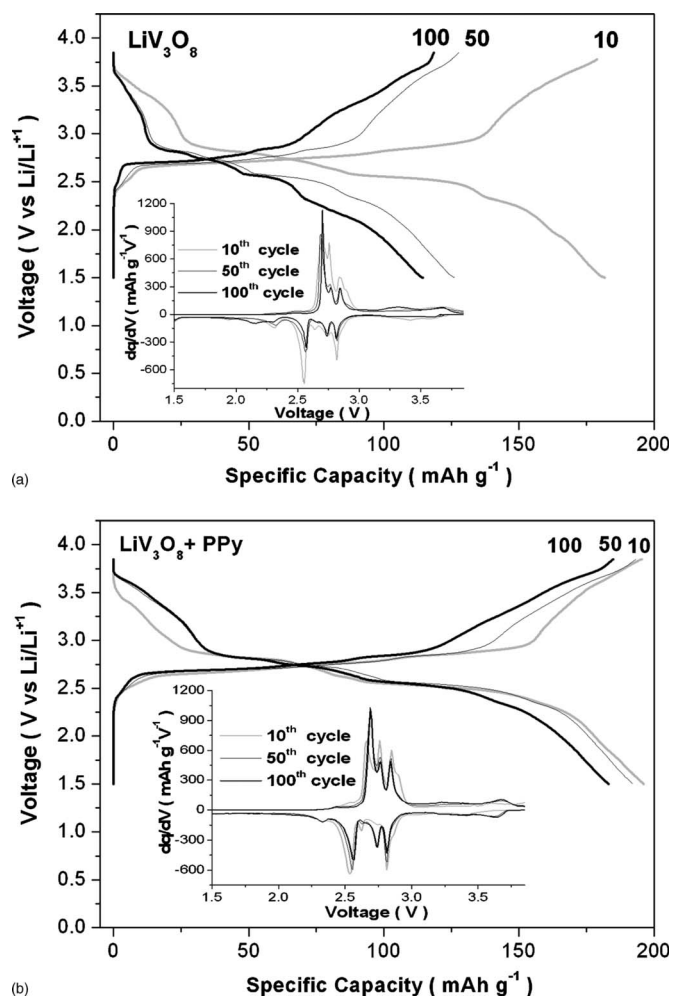 LiV₃O₈
100
50
10
4.0
3.5
3.0
2.5
2.0
1.5
1.0
0.5
0.0
Voltage ( V vs Li/Li⁺¹)
1200
900
600
300
0
-300
-600
dq/dV ( mAh g⁻¹V⁻¹)
10th cycle
50th cycle
100th cycle
1.5 2.0 2.5 3.0 3.5
Voltage ( V )
0 50 100 150 200
Specific Capacity ( mAh g⁻¹)
(a)
LiV₃O₈+ PPy
100
50
10
4.0
3.5
3.0
2.5
2.0
1.5
1.0
0.5
0.0
Voltage ( V vs Li/Li⁺¹)
1200
900
600
300
0
-300
-600
dq/dV ( mAh g⁻¹V⁻¹)
10th cycle
50th cycle
100th cycle
1.5 2.0 2.5 3.0 3.5
Voltage ( V )
0 25 50 75 100 125 150 175 200
Specific Capacity ( mAh g⁻¹)
(b)